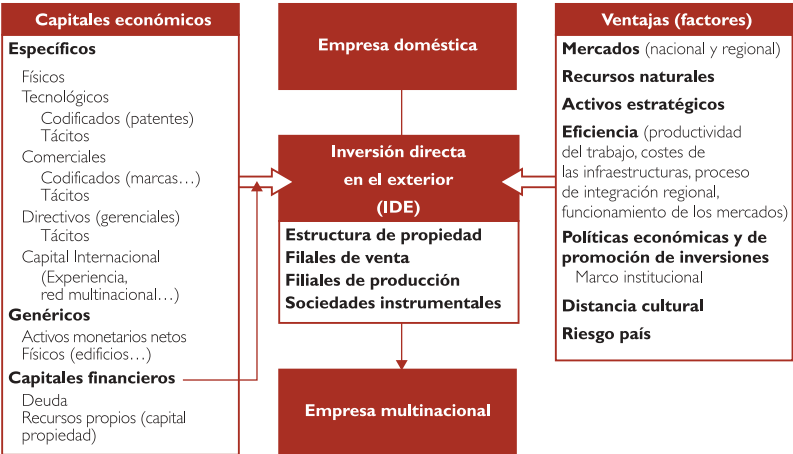 Capitales económicos
Específicos
Físicos
Tecnológicos
Codificados (patentes)
Tácitos
Comerciales
Codificados (marcas…)
Tácitos
Directivos (gerenciales)
Tácitos
Capital Internacional
(Experiencia,
red multinacional…)
Genéricos
Activos monetarios netos
Físicos (edificios…)
Capitales financieros
Deuda
Recursos propios (capital
propiedad)
Empresa doméstica
Inversión directa
en el exterior
(IDE)
Estructura de propiedad
Filales de venta
Filiales de producción
Sociedades instrumentales
Empresa multinacional
Ventajas (factores)
Mercados (nacional y regional)
Recursos naturales
Activos estratégicos
Eficiencia (productividad
del trabajo, costes de
las infraestructuras, proceso
de integración regional,
funcionamiento de los mercados)
Políticas económicas y de
promoción de inversiones
Marco institucional
Distancia cultural
Riesgo país